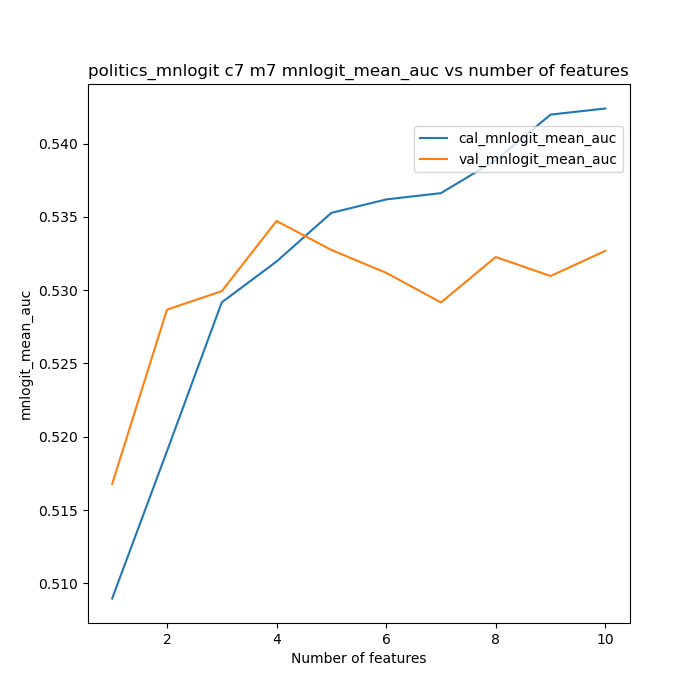 politics_mnlogit c7 m7 mnlogit_mean_auc vs number of features
cal_mnlogit_mean_auc
val_mnlogit_mean_auc
0.540
0.535
0.530
0.525
0.520
0.515
0.510
mnlogit_mean_auc
2
4
6
8
10
Number of features